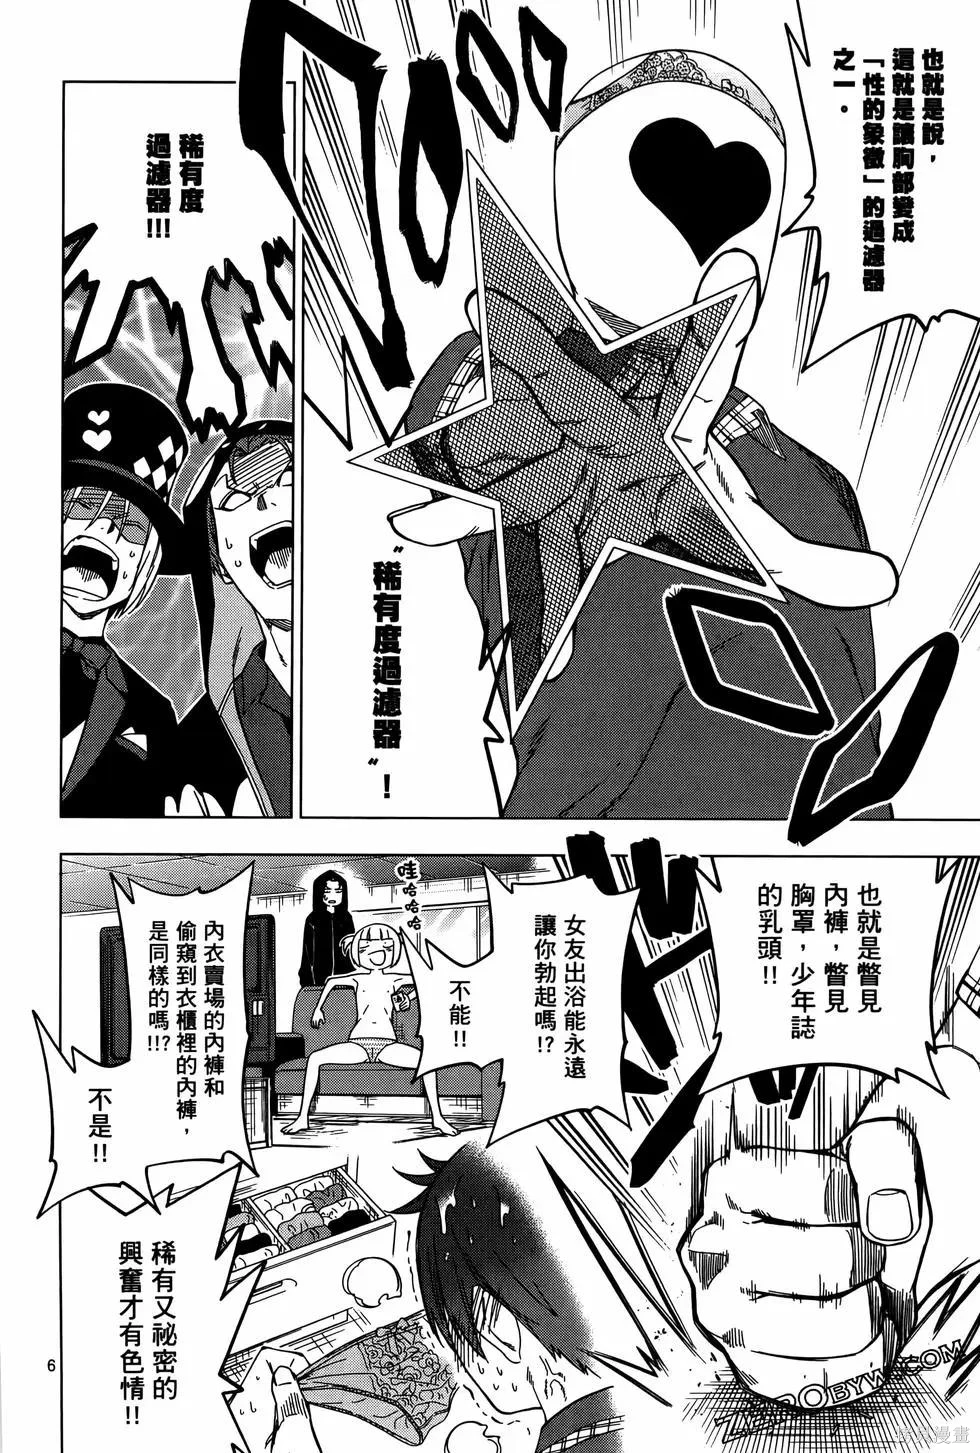 也就是說，
這就是讓胸部變成
「性的象徵」的過濾器
之一．
〝稀有度過濾器〞！
稀有度
過濾器!!!
也就是瞥見
內褲，瞥見
胸罩，少年誌
的乳頭!!
女友出浴能永遠
讓你勃起嗎!?
不能!!
哇哈哈哈
內衣賣場的內褲和
偷窺到衣櫃裡的內褲，
是同樣的嗎!!?
不是!!
稀有又祕密的
興奮才有色情!!
6